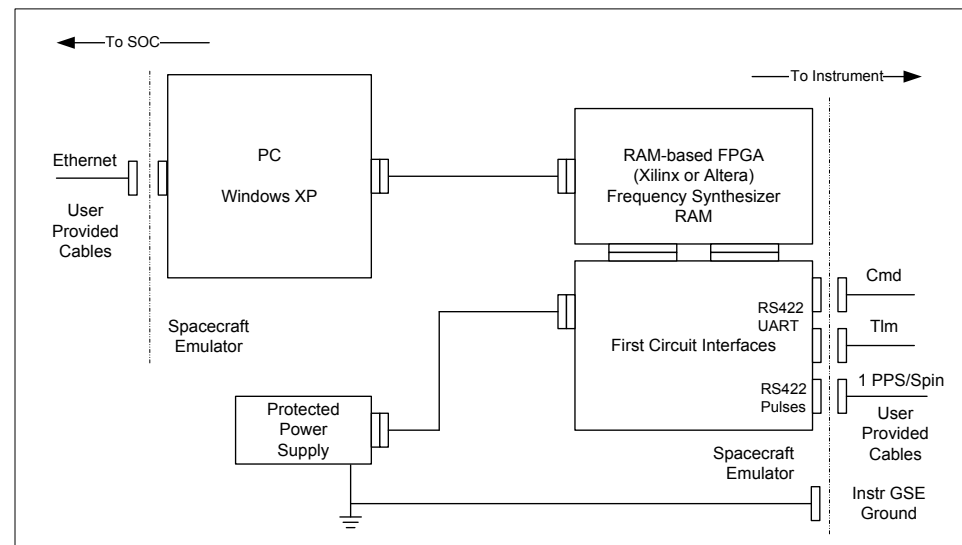 To SOC
To Instrument
Ethernet
User
Provided
Cables
PC
Windows XP
RAM-based FPGA
(Xilinx or Altera)
Frequency Synthesizer
RAM
Spacecraft
Emulator
First Circuit Interfaces
RS422
UART
RS422
Pulses
Cmd
Tlm
1 PPS/Spin
User
Provided
Cables
Protected
Power
Supply
Spacecraft
Emulator
Instr GSE
Ground